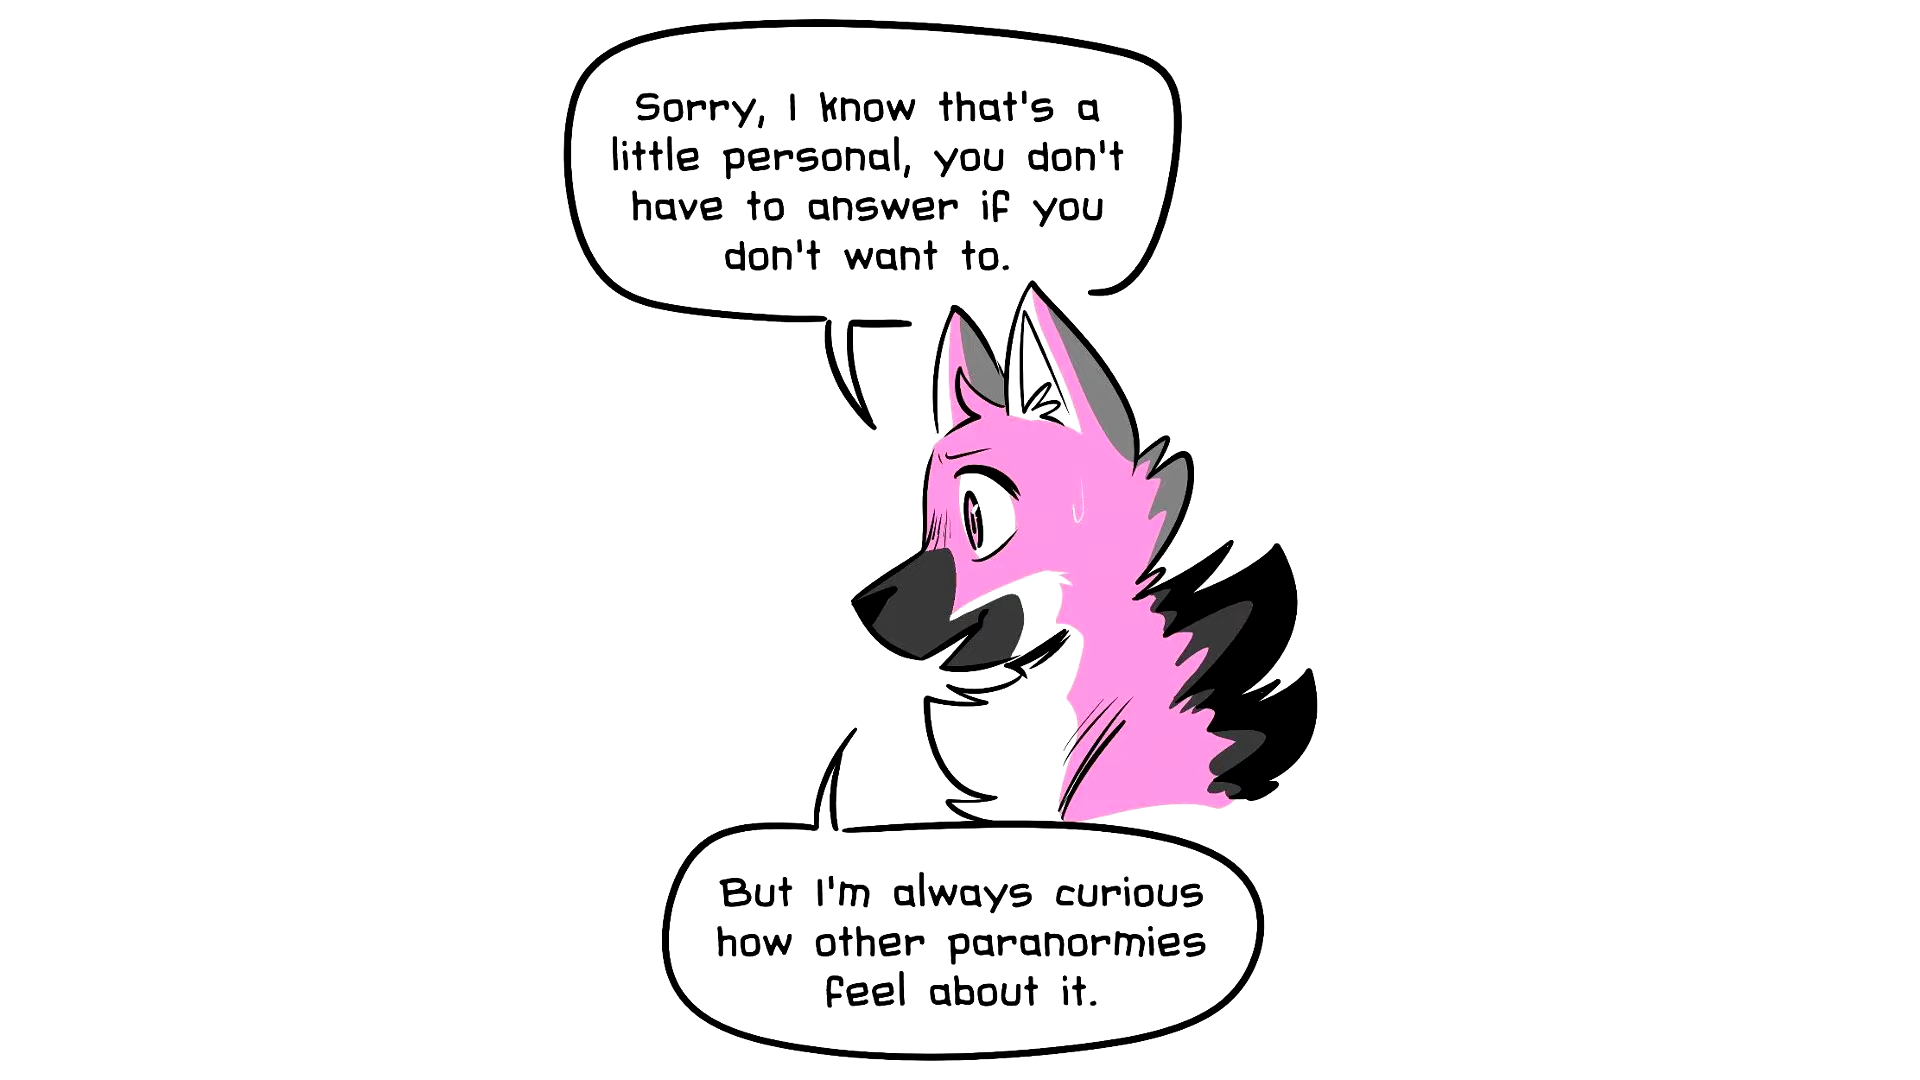 Sorry, I know that's a
little personal, you don't
have to answer if you
don't want to.
But I'm always curious
how other paranormies
feel about it.